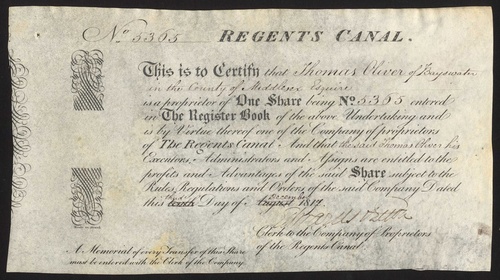 No 5365 REGENTS CANAL.
This is to Certify that Thomas Oliver of Bayswater
in the County of Middlesex Esquire
is a proprietor of One Share being No 5365 entered
in The Register Book of the above Undertaking and
is by Virtue thereof one of the Company of proprietors
of The Regents Canal. And that the said Thomas Oliver his
Executors, Administrators and Assigns are entitled to the
profits and Advantages of the said Share subject to the
Rules, Regulations and Orders of the said Company Dated
this Day of December 1817
Clerk to the Company of Proprietors
of the Regents Canal.
A Memorial of every Transfer of this Share
must be entered with the Clerk of the Company.